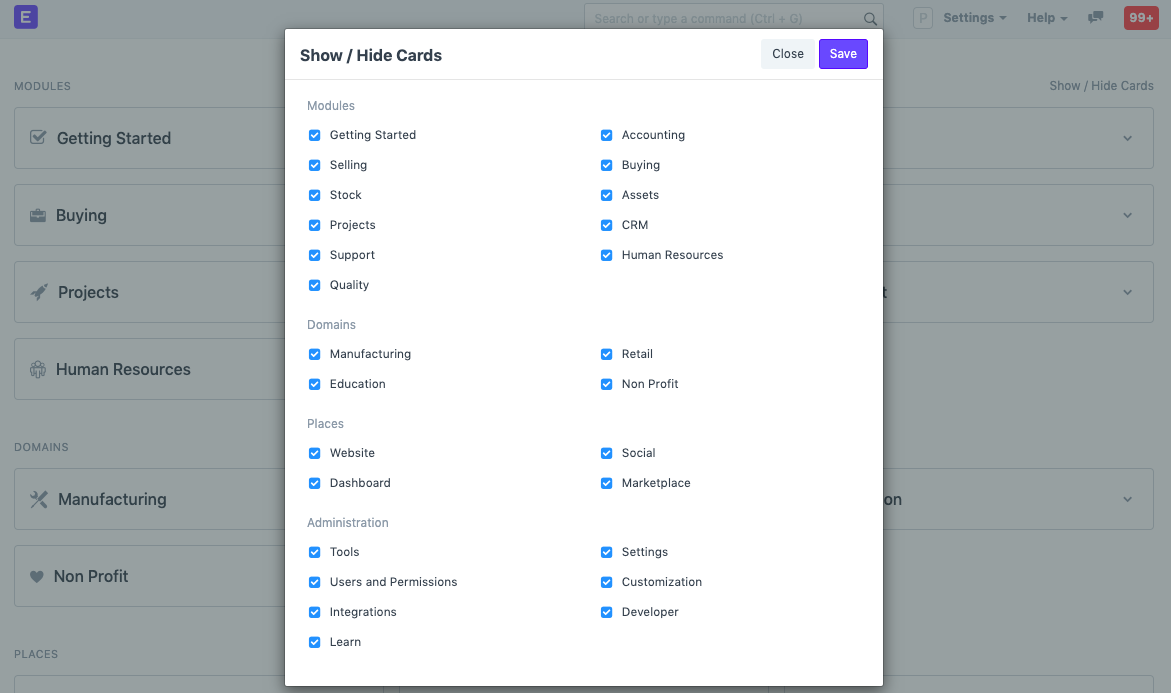 E
Search or type a command (Ctrl + G)
P
Settings
Help
99+
Show / Hide Cards
Close
Save
MODULES
Show / Hide Cards
Getting Started
Buying
Projects
Human Resources
DOMAINS
Manufacturing
Non Profit
PLACES
Modules
Getting Started
Accounting
Selling
Buying
Stock
Assets
Projects
CRM
Support
Human Resources
Quality
Domains
Manufacturing
Retail
Education
Non Profit
Places
Website
Social
Dashboard
Marketplace
Administration
Tools
Settings
Users and Permissions
Customization
Integrations
Developer
Learn